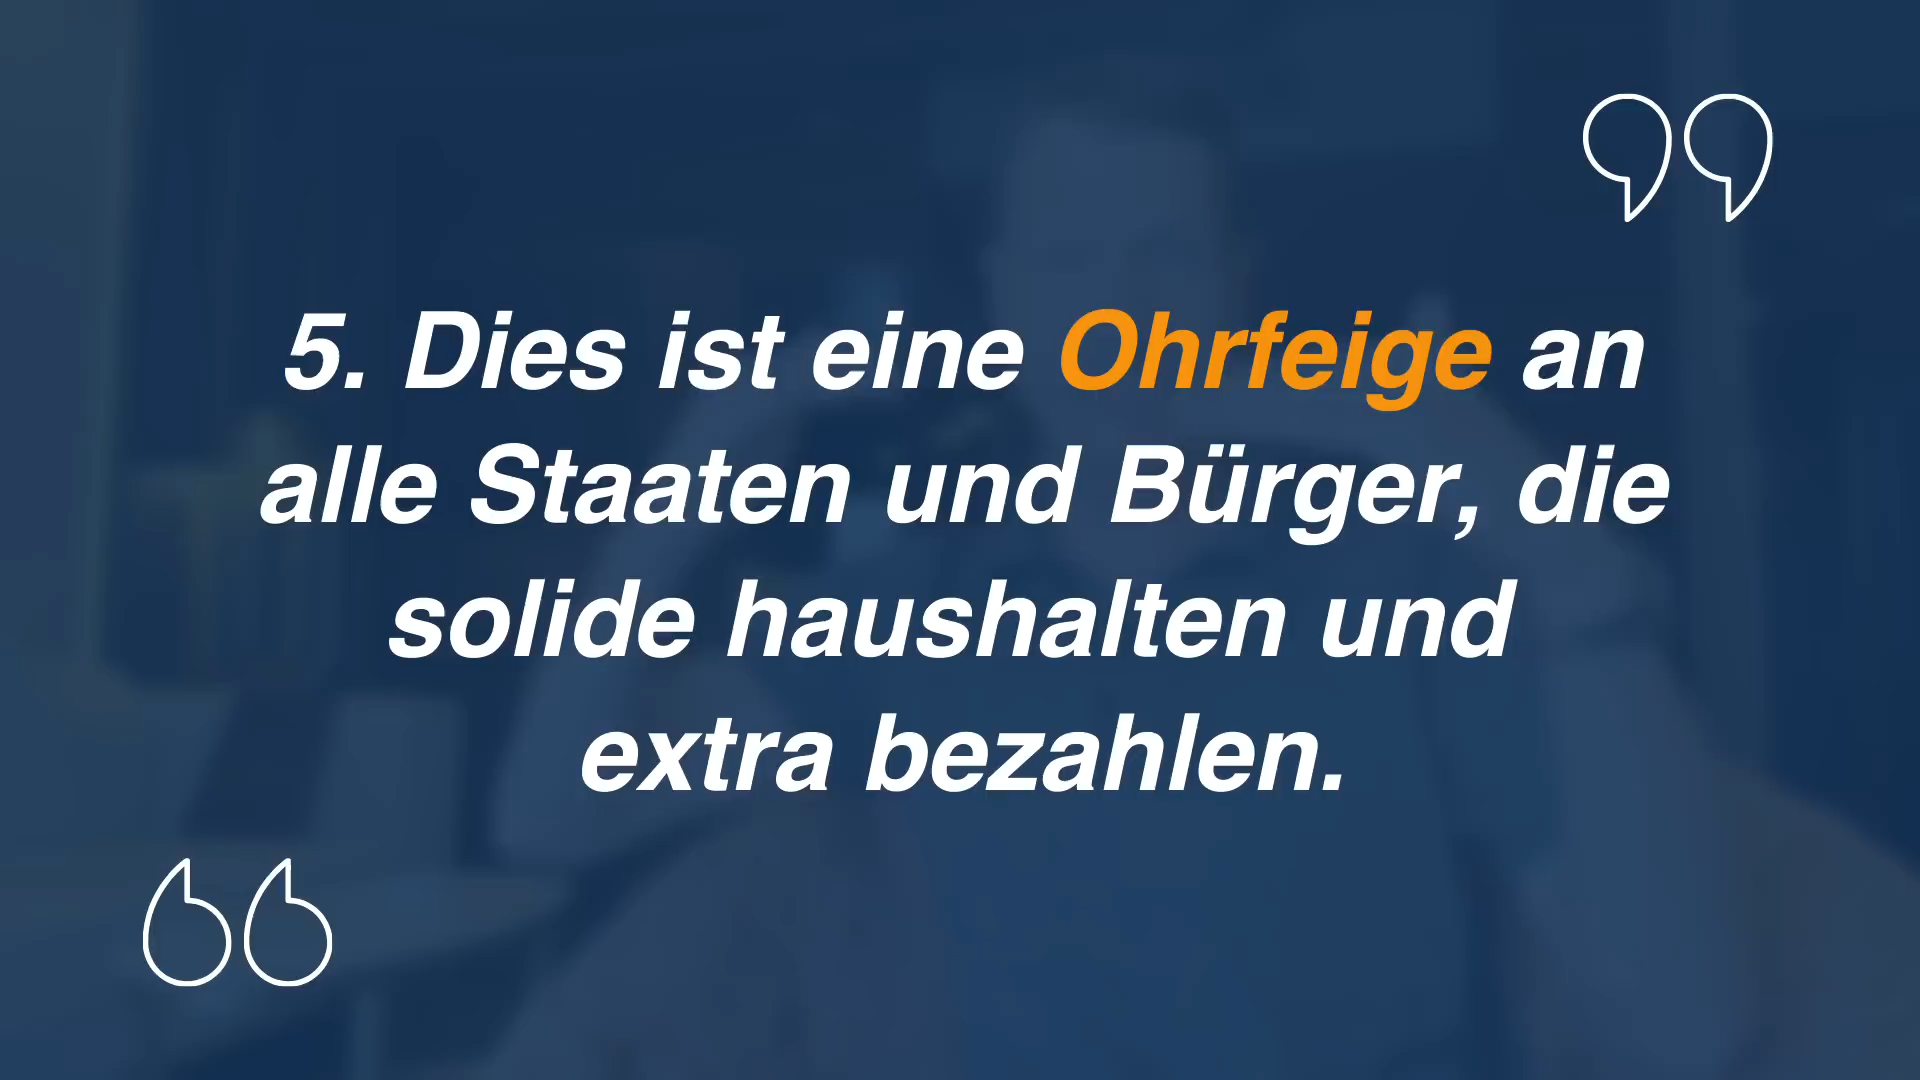 5. Dies ist eine Ohrfeige an
alle Staaten und Bürger, die
solide haushalten und
extra bezahlen.